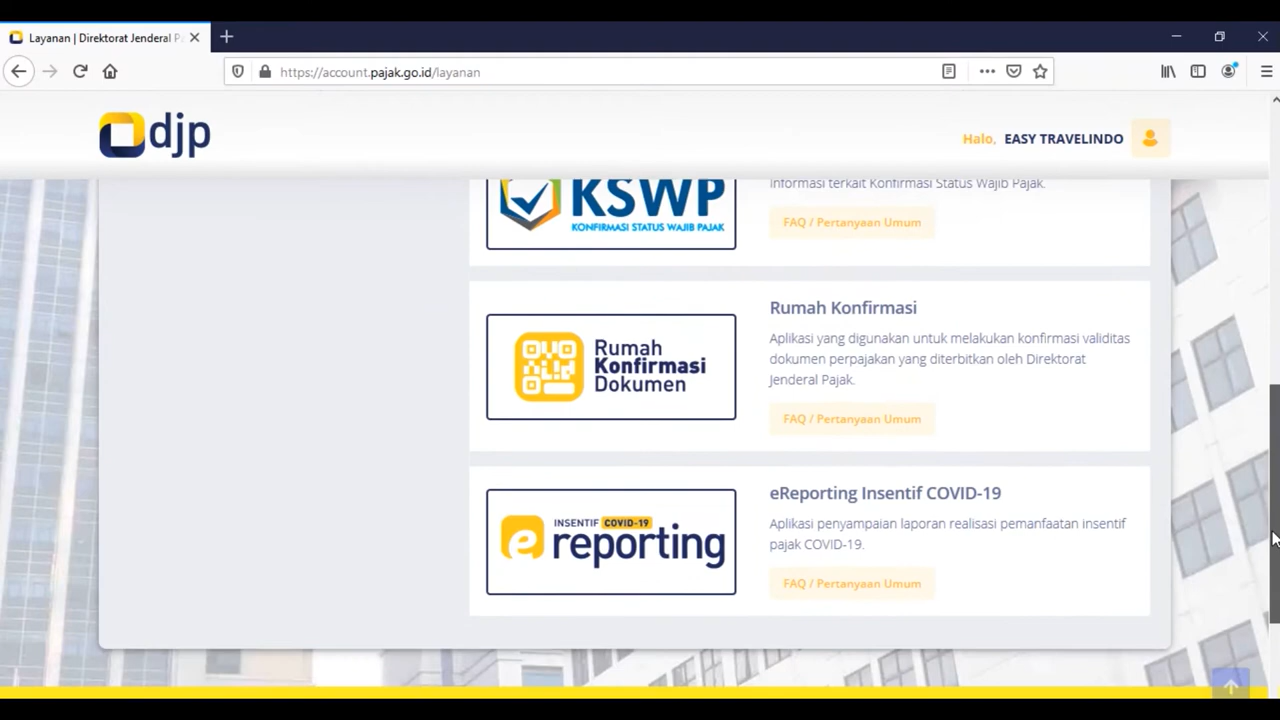 Layanan | Direktorat Jenderal Pa
https://account.pajak.go.id/layanan
djp
Halo, EASY TRAVELINDO
KSWP
KONFIRMASI STATUS WAJIB PAJAK
Informasi terkait Konfirmasi Status Wajib Pajak.
FAQ / Pertanyaan Umum
Rumah
Konfirmasi
Dokumen
Rumah Konfirmasi
Aplikasi yang digunakan untuk melakukan konfirmasi validitas
dokumen perpajakan yang diterbitkan oleh Direktorat
Jenderal Pajak.
FAQ / Pertanyaan Umum
INSENTIF COVID-19
e reporting
eReporting Insentif COVID-19
Aplikasi penyampaian laporan realisasi pemanfaatan insentif
pajak COVID-19.
FAQ / Pertanyaan Umum